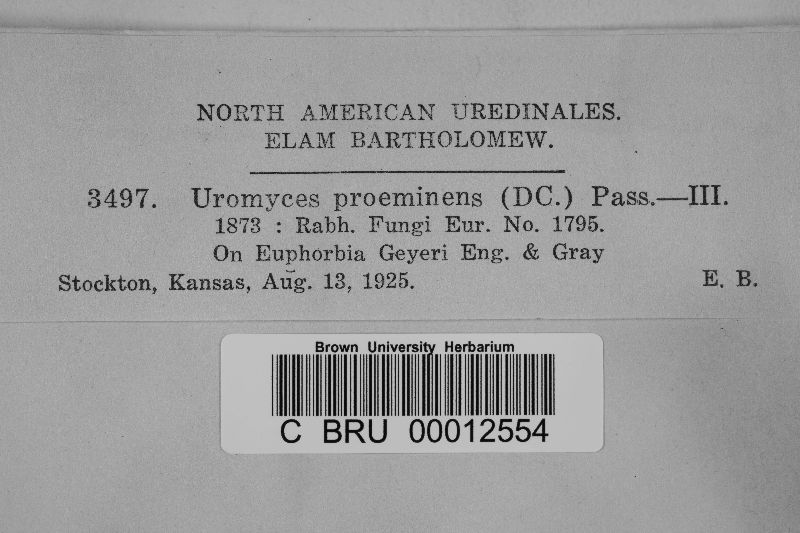 NORTH AMERICAN UREDINALES.
ELAM BARTHOLOMEW.
3497. Uromyces proeminens (DC.) Pass.—III.
1873 : Rabh. Fungi Eur. No. 1795.
On Euphorbia Geyeri Eng. & Gray
Stockton, Kansas, Aug. 13, 1925. E. B.
Brown University Herbarium
C BRU 00012554